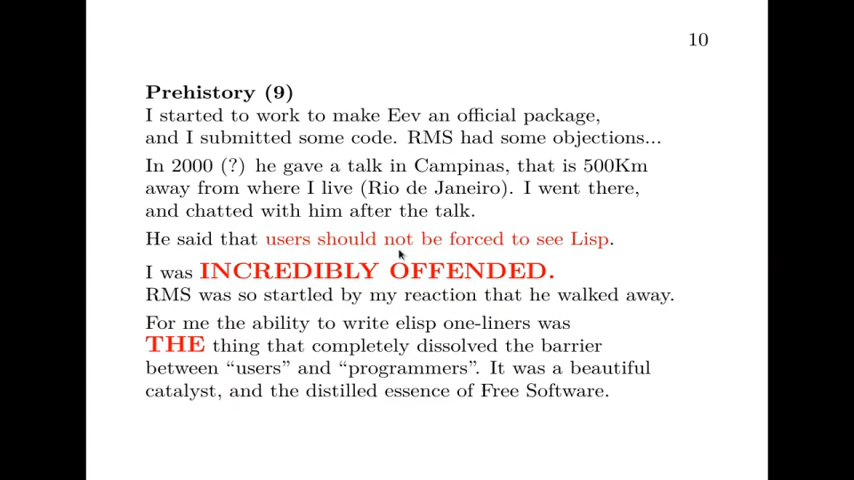 10
Prehistory (9)
I started to work to make Eev an official package,
and I submitted some code. RMS had some objections...
In 2000 (?) he gave a talk in Campinas, that is 500Km
away from where I live (Rio de Janeiro). I went there,
and chatted with him after the talk.
He said that users should not be forced to see Lisp.
I was INCREDIBLY OFFENDED.
RMS was so startled by my reaction that he walked away.
For me the ability to write elisp one-liners was
THE thing that completely dissolved the barrier
between “users” and “programmers”. It was a beautiful
catalyst, and the distilled essence of Free Software.